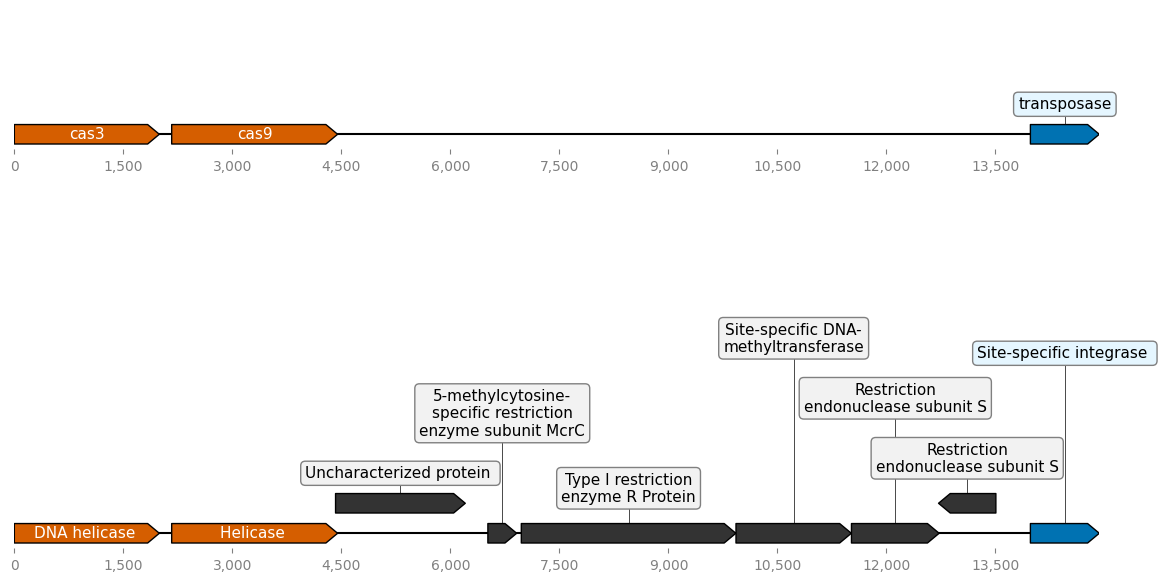 transposase
cas3
cas9
0
1,500
3,000
4,500
6,000
7,500
9,000
10,500
12,000
13,500
Site-specific DNA-
methyltransferase
Site-specific integrase
Restriction
endonuclease subunit S
5-methylcytosine-
specific restriction
enzyme subunit McrC
Restriction
endonuclease subunit S
Uncharacterized protein
Type I restriction
enzyme R Protein
DNA helicase
Helicase
0
1,500
3,000
4,500
6,000
7,500
9,000
10,500
12,000
13,500